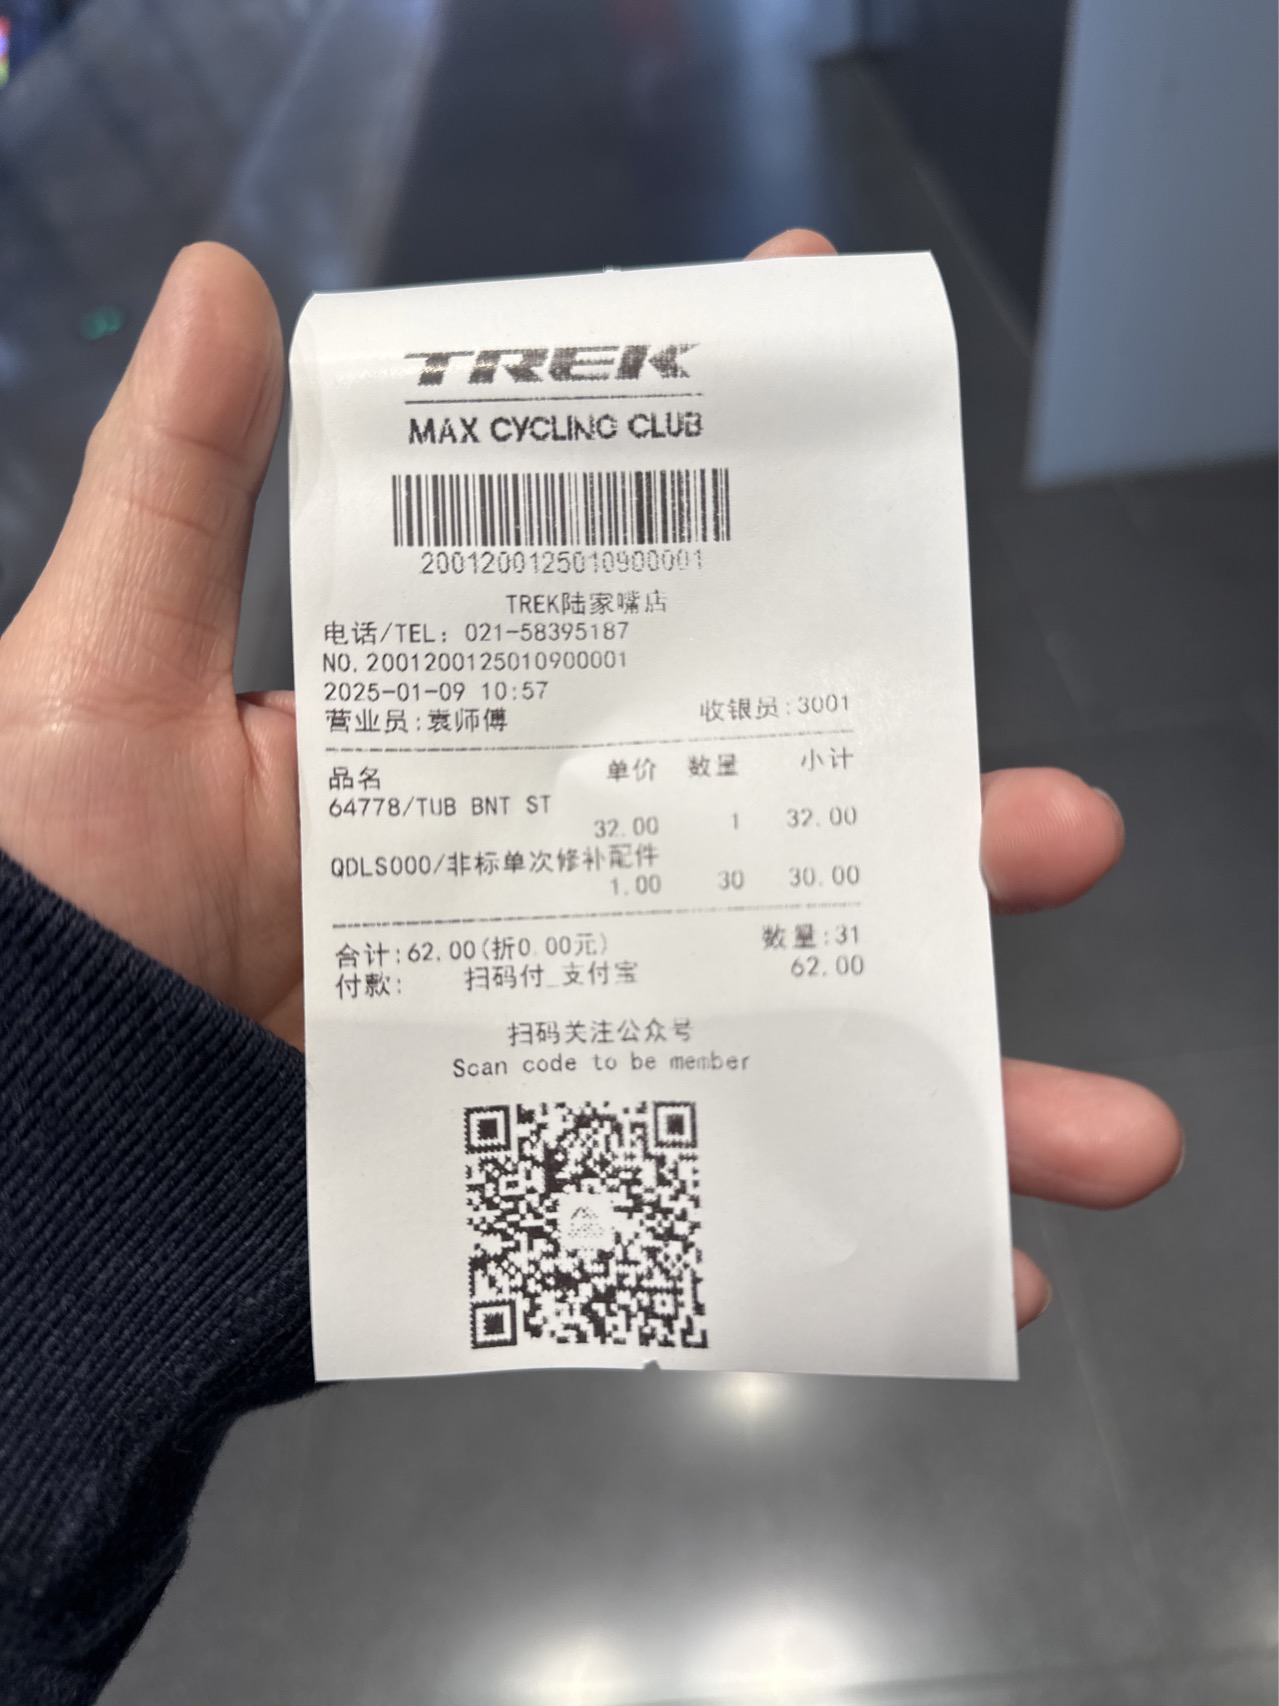 TREK
MAX CYCLING CLUB
2001200125010900001
TREK陆家嘴店
电话/TEL: 021-58395187
NO.2001200125010900001
2025-01-09 10:57
营业员:袁师傅 收银员:3001
品名 单价 数量 小计
64778/TUB BNT ST
32.00 1 32.00
QDLS000/非标单次修补配件
1.00 30 30.00
合计:62.00(折0.00元) 数量:31
付款: 扫码付_支付宝 62.00
扫码关注公众号
Scan code to be member